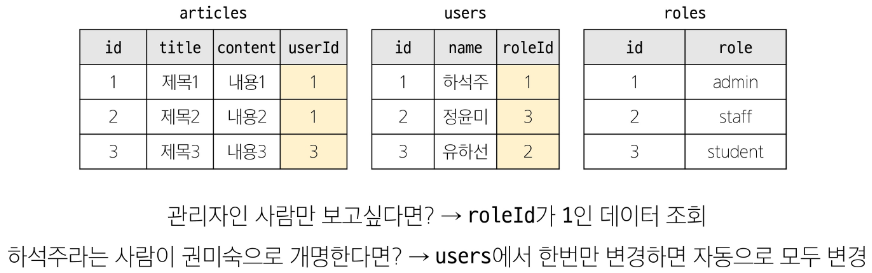 articles users roles
id title content userId id name roleId id role
1 제목1 내용1 1 1 하석주 1 1 admin
2 제목2 내용2 1 2 정윤미 3 2 staff
3 제목3 내용3 3 3 유하선 2 3 student
관리자인 사람만 보고싶다면? → roleId가 1인 데이터 조회
하석주라는 사람이 권미숙으로 개명한다면? → users에서 한번만 변경하면 자동으로 모두 변경